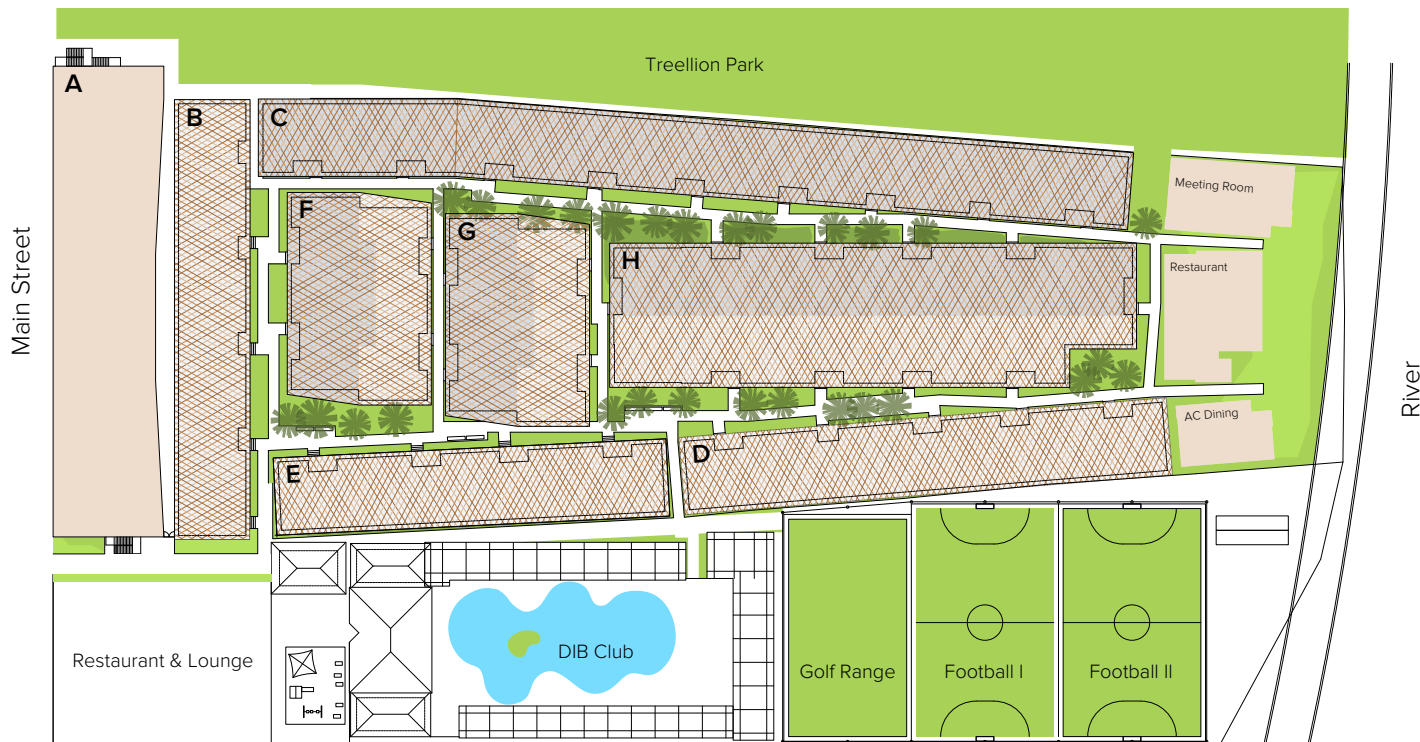 Treellion Park
A
B
C
Meeting Room
F
G
H
Restaurant
Main Street
River
AC Dining
E
D
Restaurant & Lounge
DIB Club
Golf Range
Football I
Football II